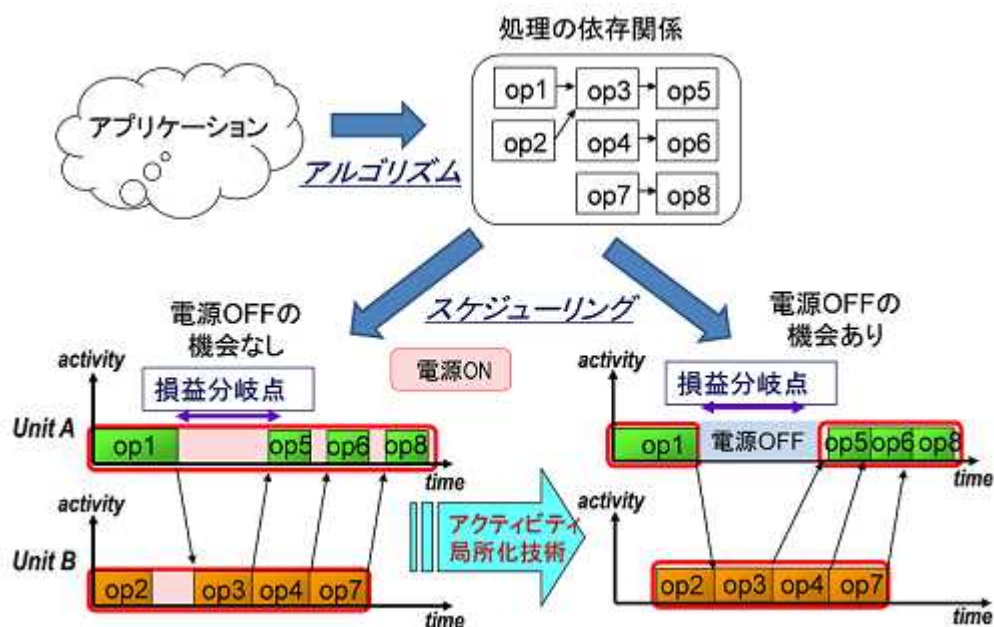 処理の依存関係
アプリケーション
アルゴリズム
op1 op3 op5
op2 op4 op6
op7 op8
スケジューリング
電源OFFの
機会なし
電源ON
損益分岐点
activity
Unit A
op1 op5 op6 op8
time
activity
Unit B
op2 op3 op4 op7
time
アクティビティ
局所化技術
電源OFFの
機会あり
損益分岐点
activity
op1 電源OFF op5 op6 op8
time
activity
op2 op3 op4 op7
time